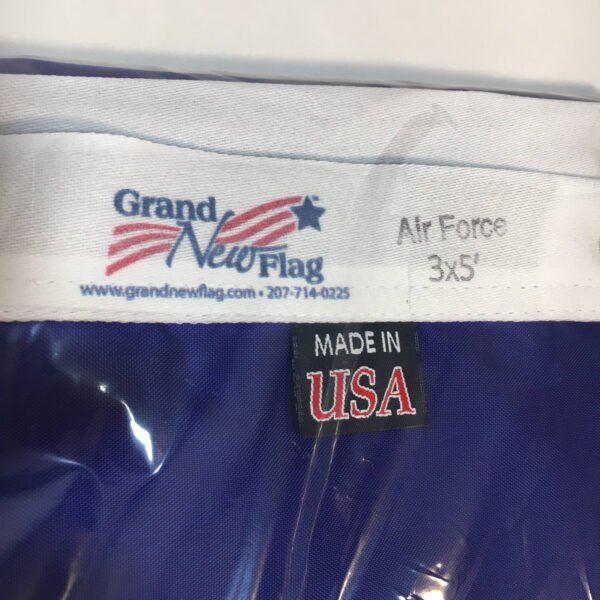 Grand
New Flag
www.grandnewflag.com • 207-714-0225
Air Force
3x5'
MADE IN
USA